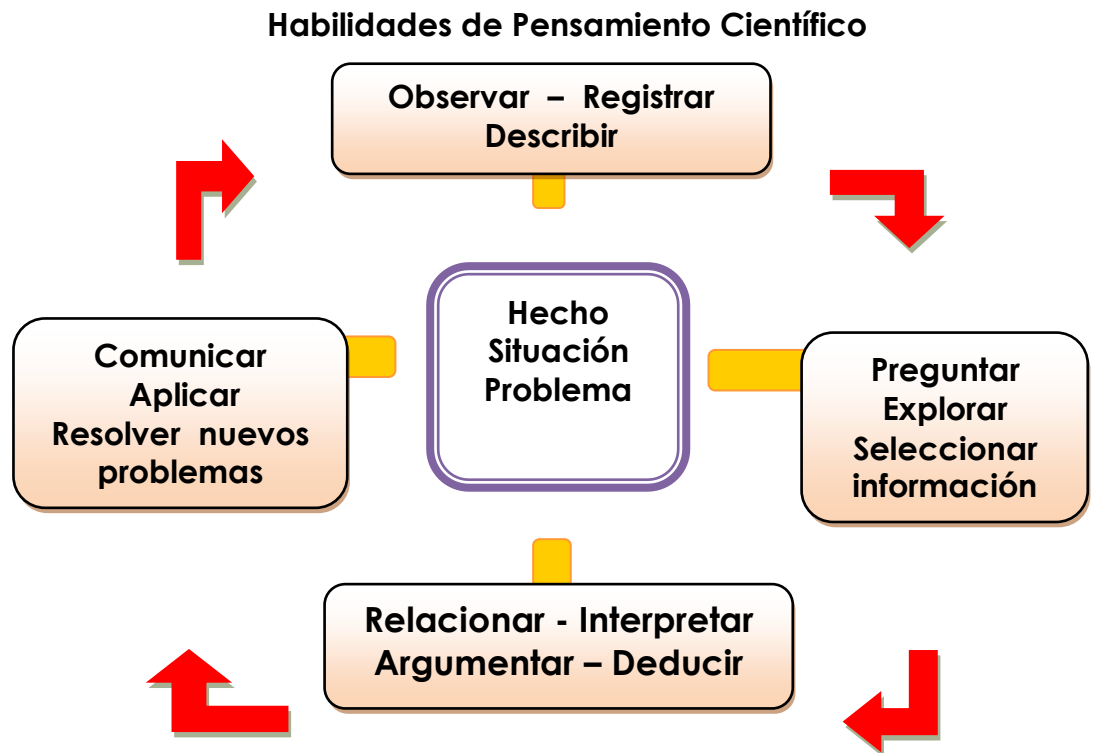 Habilidades de Pensamiento Científico
Observar – Registrar
Describir
Hecho
Situación
Problema
Comunicar
Aplicar
Resolver nuevos
problemas
Preguntar
Explorar
Seleccionar
información
Relacionar - Interpretar
Argumentar – Deducir